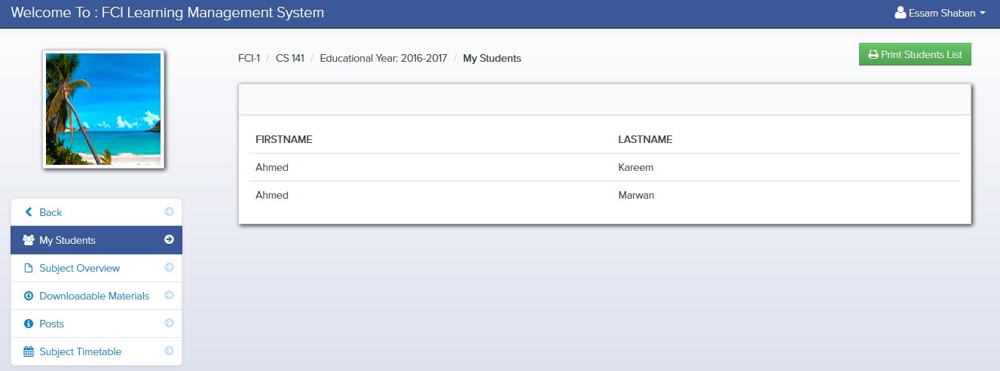 Welcome To : FCI Learning Management System
Essam Shaban
FCI-1 / CS 141 / Educational Year: 2016-2017 / My Students
Print Students List
FIRSTNAME LASTNAME
Ahmed Kareem
Ahmed Marwan
Back
My Students
Subject Overview
Downloadable Materials
Posts
Subject Timetable